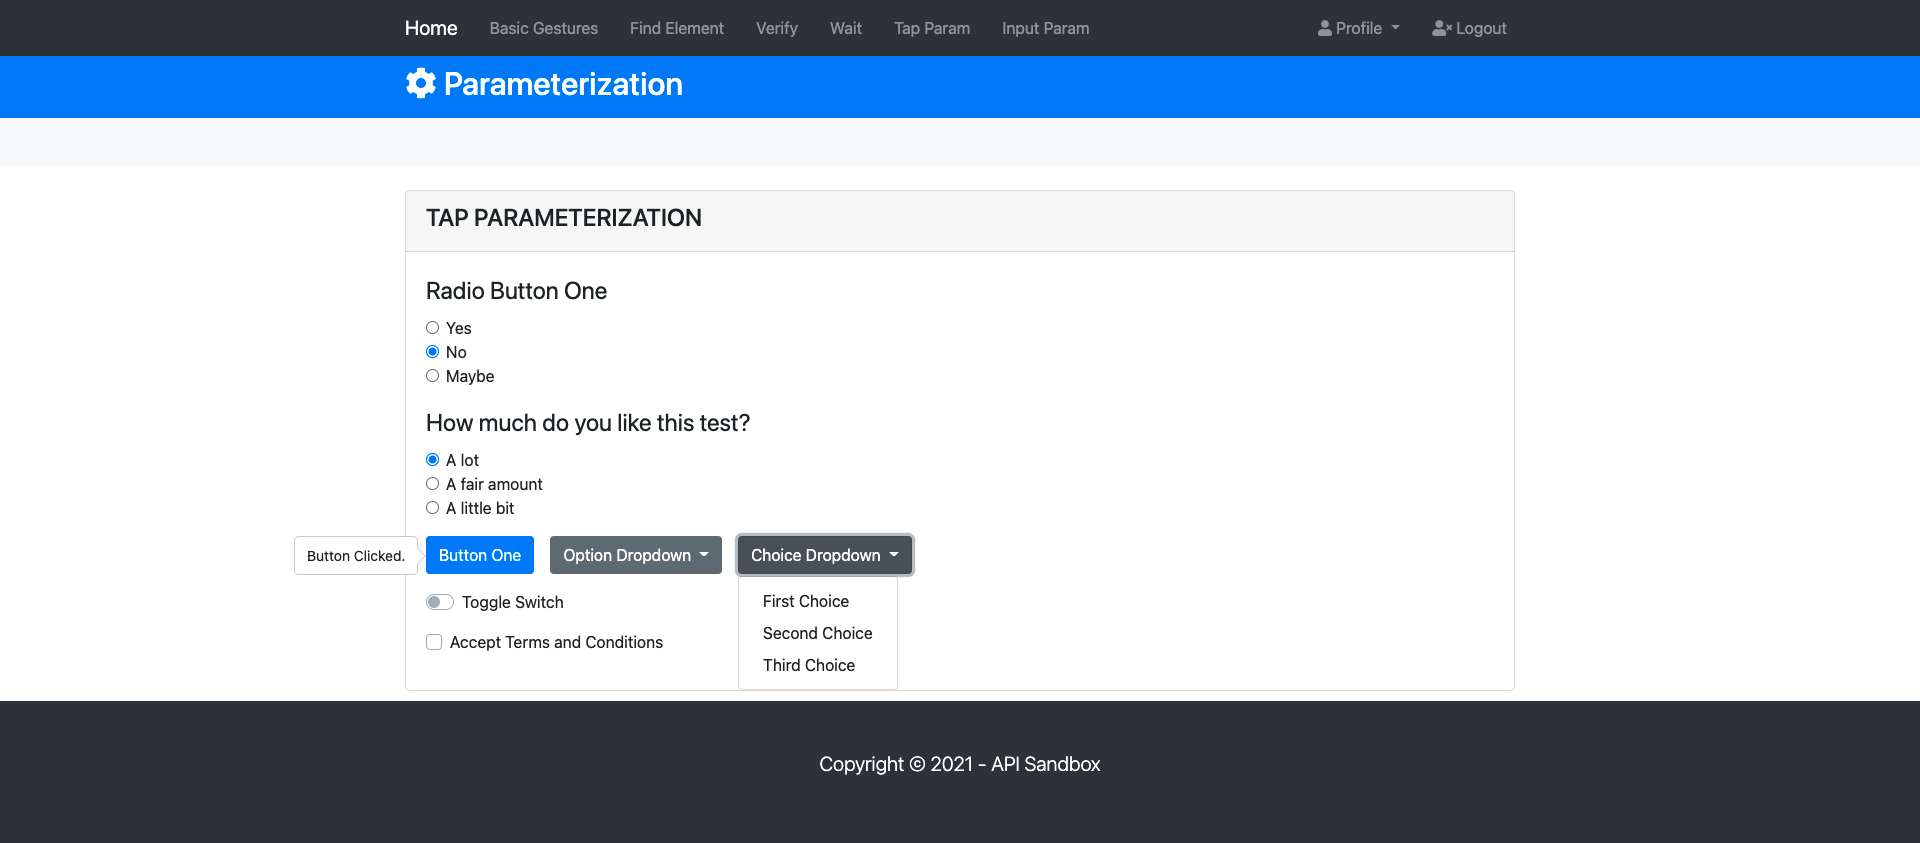 Home Basic Gestures Find Element Verify Wait Tap Param Input Param Profile Logout
Parameterization
TAP PARAMETERIZATION
Radio Button One
Yes
No
Maybe
How much do you like this test?
A lot
A fair amount
A little bit
Button Clicked. Button One Option Dropdown Choice Dropdown
First Choice
Toggle Switch
Second Choice
Accept Terms and Conditions
Third Choice
Copyright © 2021 - API Sandbox